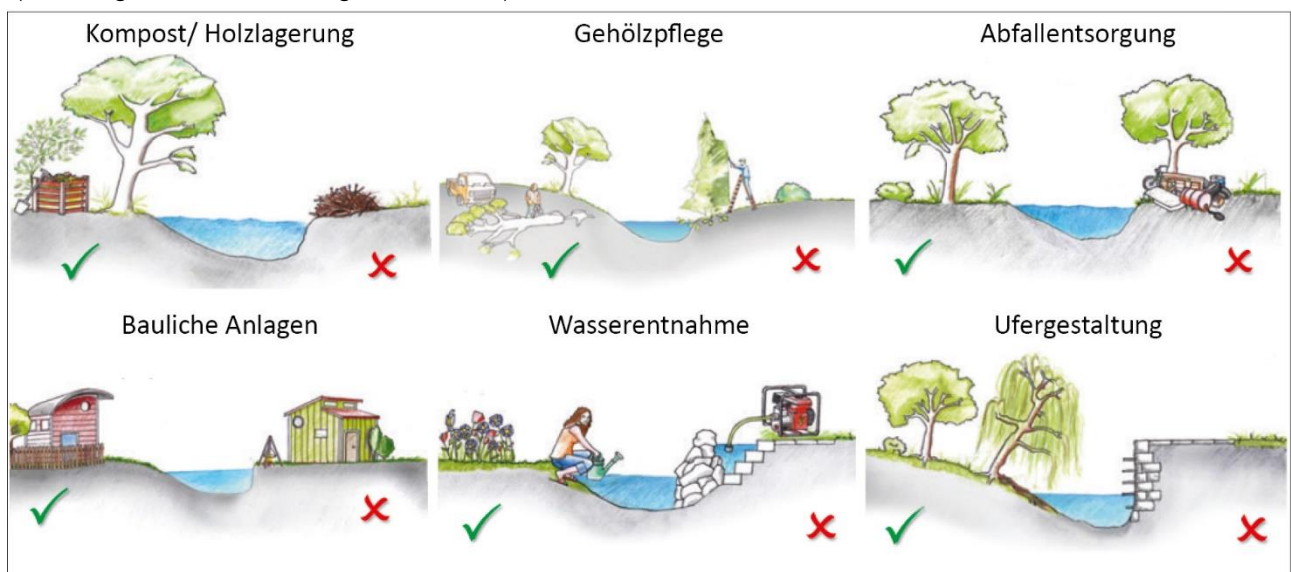 Kompost/ Holzlagerung
Gehölzpflege
Abfallentsorgung
Bauliche Anlagen
Wasserentnahme
Ufergestaltung